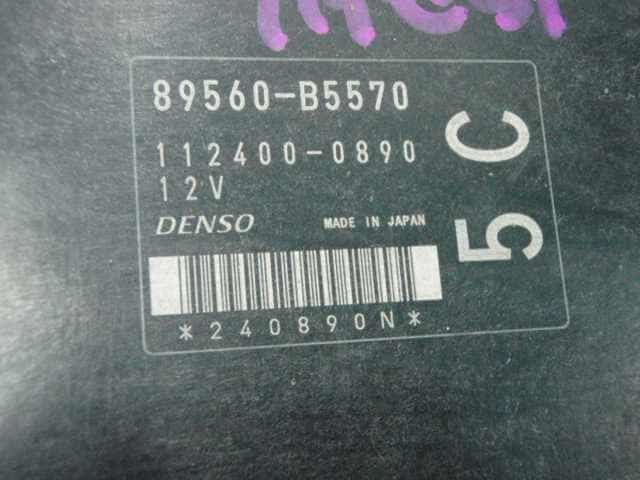 89560-B5570
112400-0890
12V
DENSO MADE IN JAPAN
*240890N*
5C